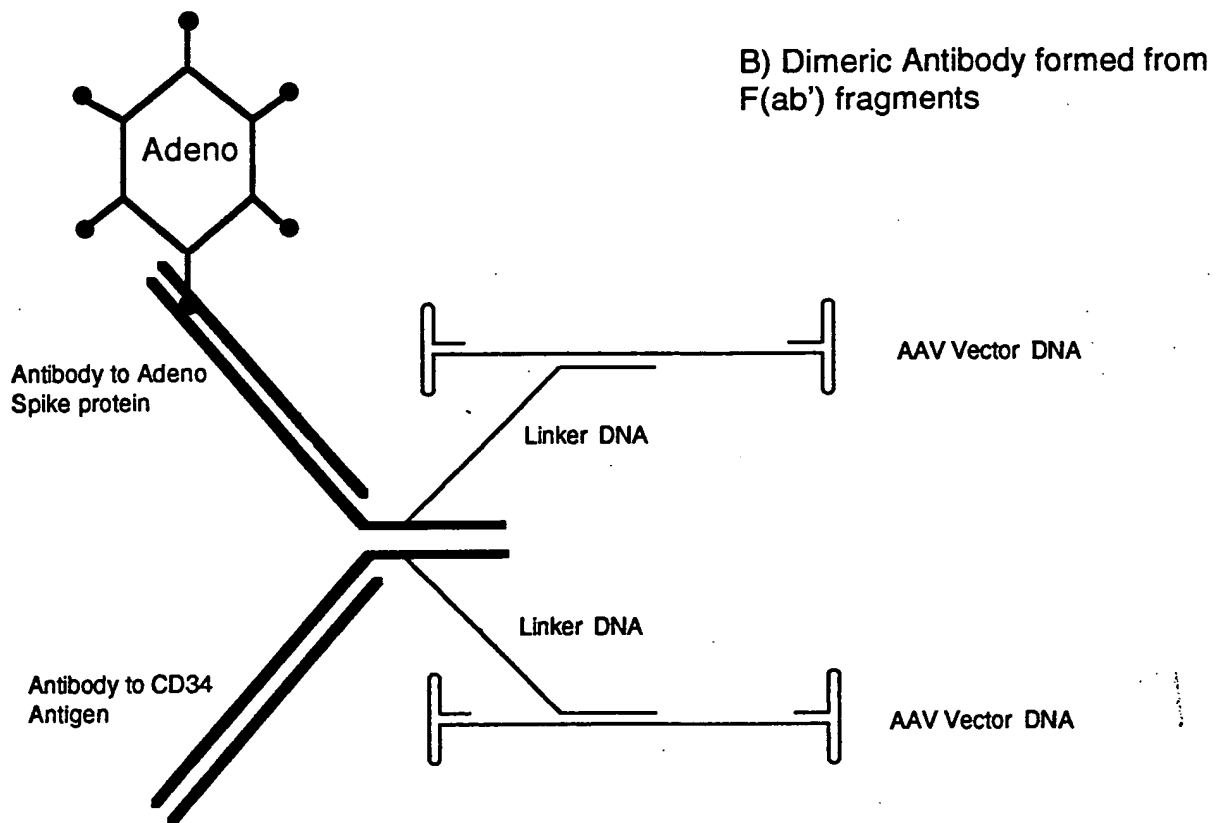 B) Dimeric Antibody formed from
F(ab') fragments
Adeno
Antibody to Adeno
Spike protein
AAV Vector DNA
Linker DNA
Linker DNA
Antibody to CD34
Antigen
AAV Vector DNA